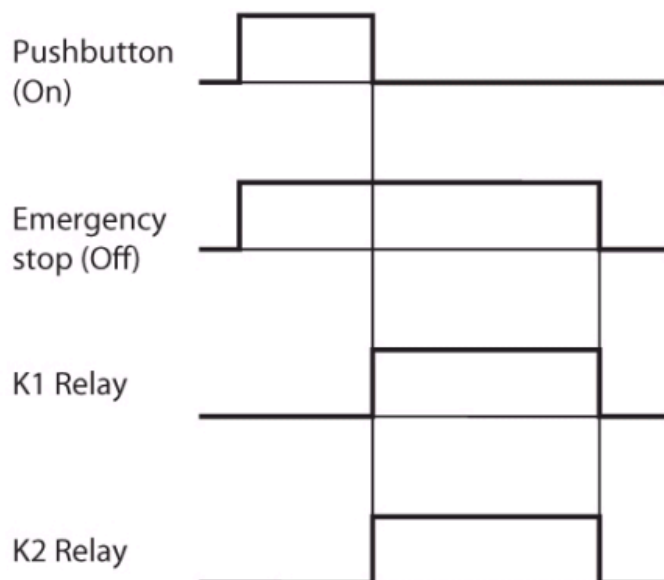 Pushbutton
(On)
Emergency
stop (Off)
K1 Relay
K2 Relay